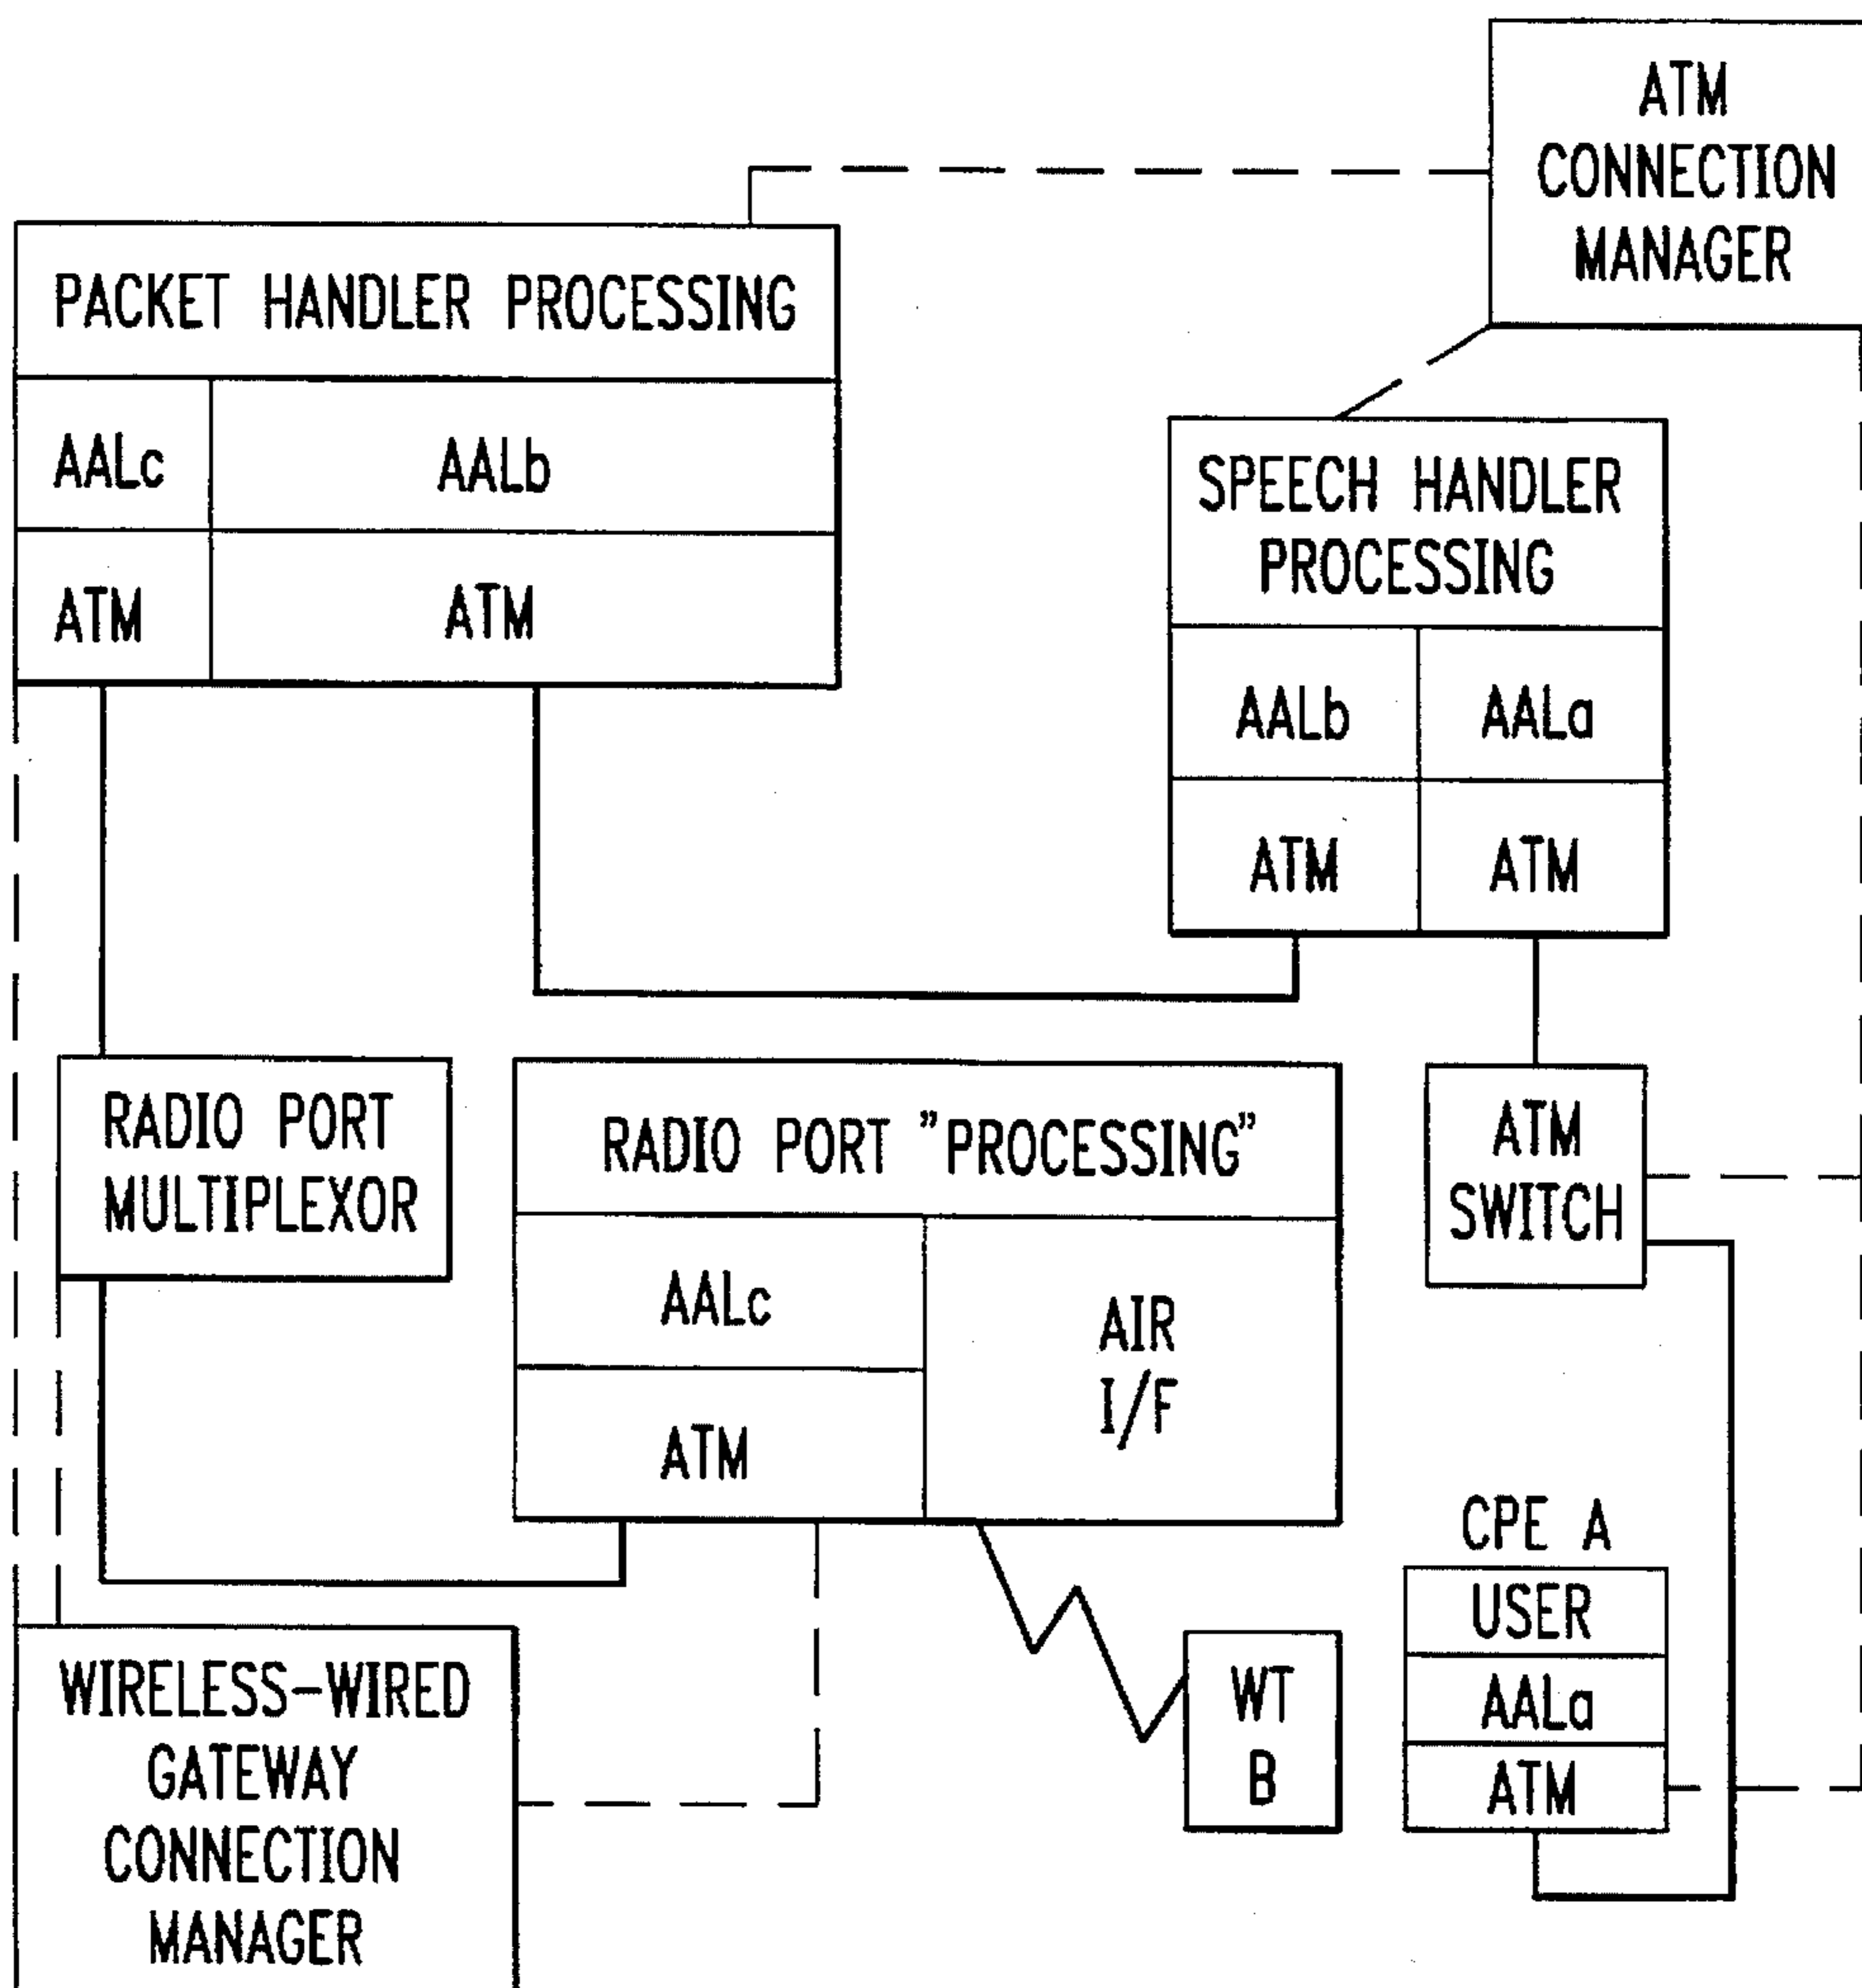 ATM
CONNECTION
MANAGER
PACKET HANDLER PROCESSING
AALc
AALb
ATM
ATM
SPEECH HANDLER
PROCESSING
AALb
AALa
ATM
ATM
RADIO PORT
MULTIPLEXOR
RADIO PORT "PROCESSING"
AALc
ATM
AIR
I/F
ATM
SWITCH
CPE A
USER
AALa
ATM
WT
B
WIRELESS-WIRED
GATEWAY
CONNECTION
MANAGER